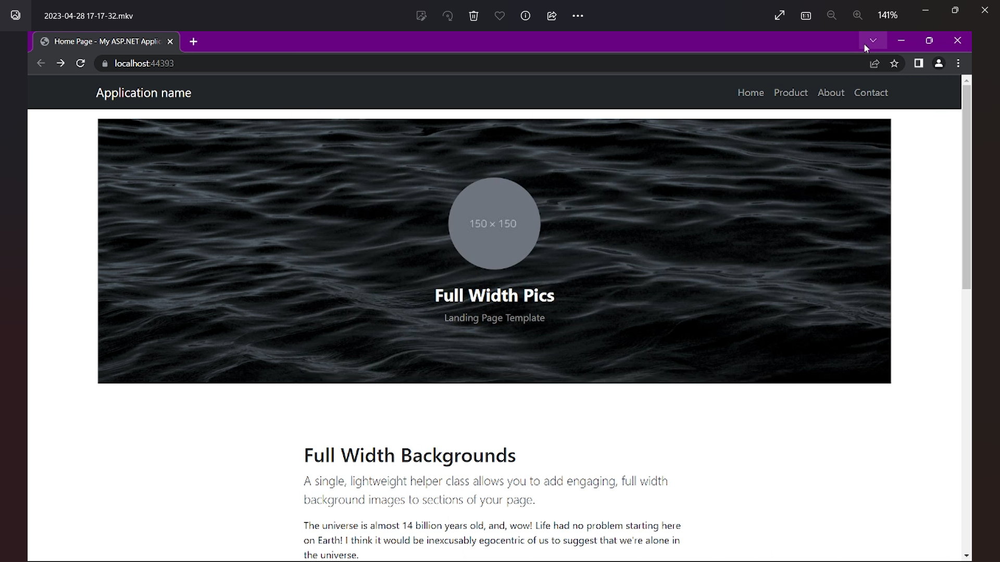 2023-04-28 17-17-32.mkv
141%
Home Page - My ASP.NET Applic
localhost:44393
Application name
Home Product About Contact
150 × 150
Full Width Pics
Landing Page Template
Full Width Backgrounds
A single, lightweight helper class allows you to add engaging, full width
background images to sections of your page.
The universe is almost 14 billion years old, and, wow! Life had no problem starting here
on Earth! I think it would be inexcusably egocentric of us to suggest that we're alone in
the universe.